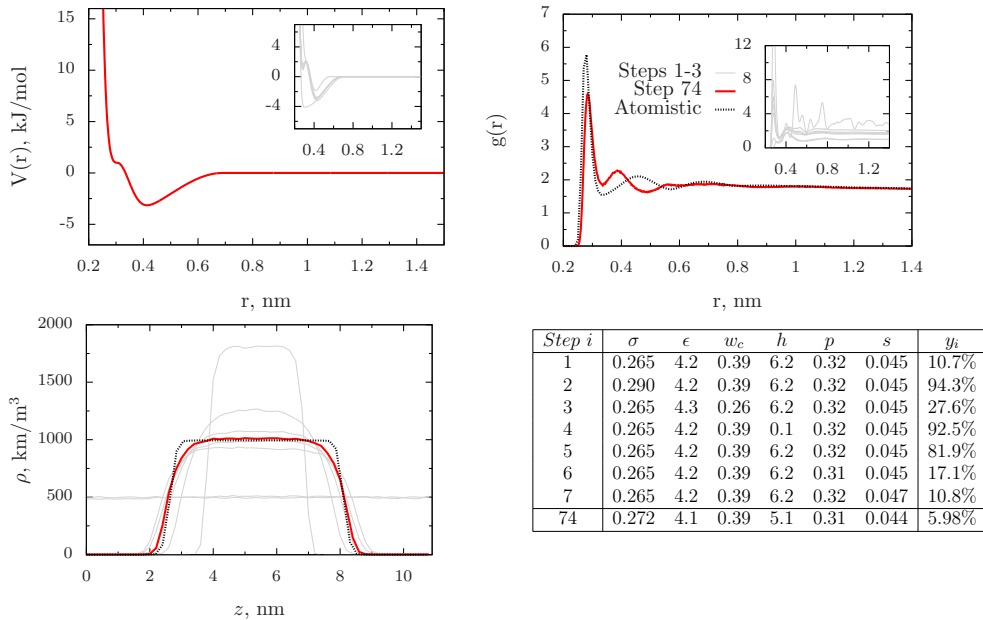 15
10
5
0
-5
V(r), kJ/mol
0.2 0.4 0.6 0.8 1 1.2 1.4
r, nm
4
0
−4
0.4 0.8 1.2
7
6
5
4
3
2
1
0
g(r)
Steps 1-3
Step 74
Atomistic
0.2 0.4 0.6 0.8 1 1.2 1.4
r, nm
12
8
4
0
0.4 0.8 1.2
2000
1500
1000
500
0
ρ, km/m³
0 2 4 6 8 10
z, nm
Step i σ ϵ w_c h p s y_i
1 0.265 4.2 0.39 6.2 0.32 0.045 10.7%
2 0.290 4.2 0.39 6.2 0.32 0.045 94.3%
3 0.265 4.3 0.26 6.2 0.32 0.045 27.6%
4 0.265 4.2 0.39 0.1 0.32 0.045 92.5%
5 0.265 4.2 0.39 6.2 0.32 0.045 81.9%
6 0.265 4.2 0.39 6.2 0.31 0.045 17.1%
7 0.265 4.2 0.39 6.2 0.32 0.047 10.8%
74 0.272 4.1 0.39 5.1 0.31 0.044 5.98%